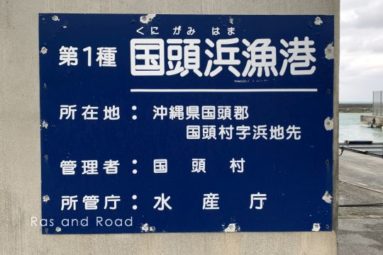 くにがみはま
第1種 国頭浜漁港
所在地： 沖縄県国頭郡
国頭村字浜地先
管理者： 国頭村
所管庁： 水産庁
Ras and Road